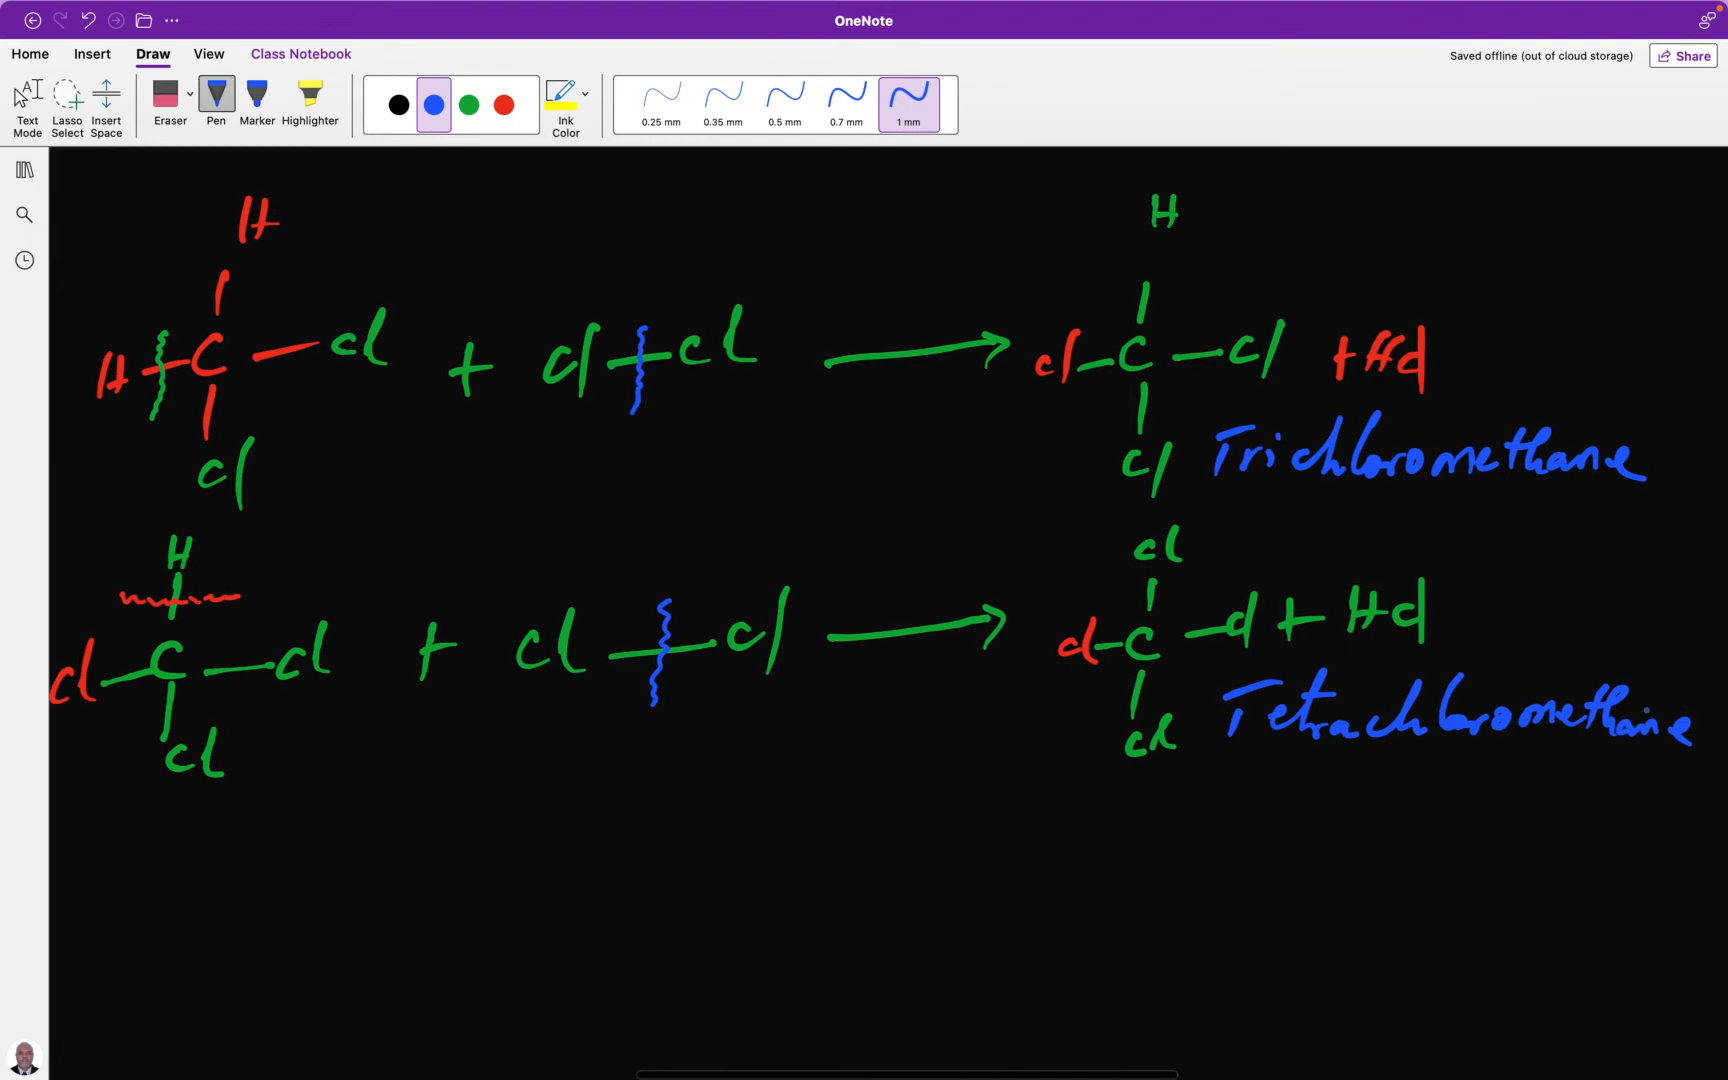 OneNote
Home Insert Draw View Class Notebook
Saved offline (out of cloud storage) Share
Text Mode Lasso Select Insert Space Eraser Pen Marker Highlighter Ink Color 0.25 mm 0.35 mm 0.5 mm 0.7 mm 1 mm
H H
H C Cl + Cl Cl Cl C Cl + HCl
Cl Cl Trichloromethane
H Cl
Cl C Cl + Cl Cl Cl C Cl + HCl
Cl Cl Tetrachloromethane